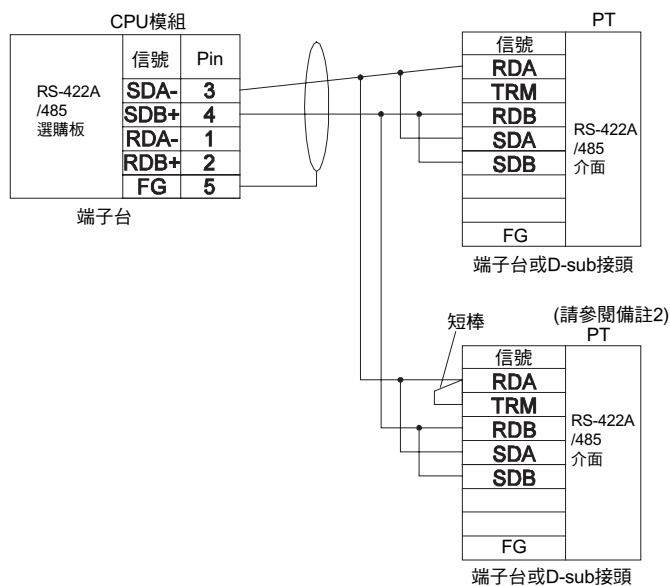 CPU模組
信號 Pin
RS-422A
/485
選購板
SDA- 3
SDB+ 4
RDA- 1
RDB+ 2
FG 5
端子台
PT
信號
RDA
TRM
RDB
SDA
SDB
FG
RS-422A
/485
介面
端子台或D-sub接頭
短棒
(請參閱備註2)
PT
信號
RDA
TRM
RDB
SDA
SDB
FG
RS-422A
/485
介面
端子台或D-sub接頭